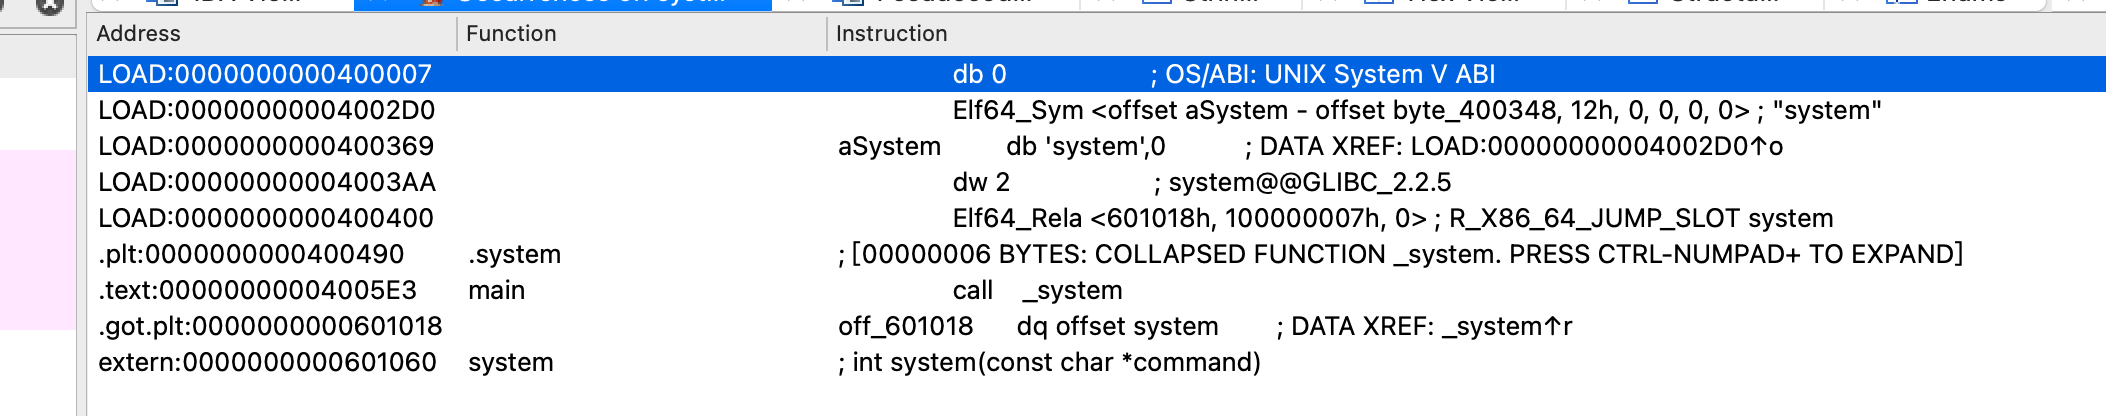 Address Function Instruction
LOAD:0000000000400007 db 0 ; OS/ABI: UNIX System V ABI
LOAD:00000000004002D0 Elf64_Sym <offset aSystem - offset byte_400348, 12h, 0, 0, 0, 0> ; "system"
LOAD:0000000000400369 aSystem db 'system',0 ; DATA XREF: LOAD:00000000004002D0↑o
LOAD:00000000004003AA dw 2 ; system@@GLIBC_2.2.5
LOAD:0000000000400400 Elf64_Rela <601018h, 100000007h, 0> ; R_X86_64_JUMP_SLOT system
.plt:0000000000400490 .system ; [00000006 BYTES: COLLAPSED FUNCTION _system. PRESS CTRL-NUMPAD+ TO EXPAND]
.text:00000000004005E3 main call _system
.got.plt:0000000000601018 off_601018 dq offset system ; DATA XREF: _system↑r
extern:0000000000601060 system ; int system(const char *command)